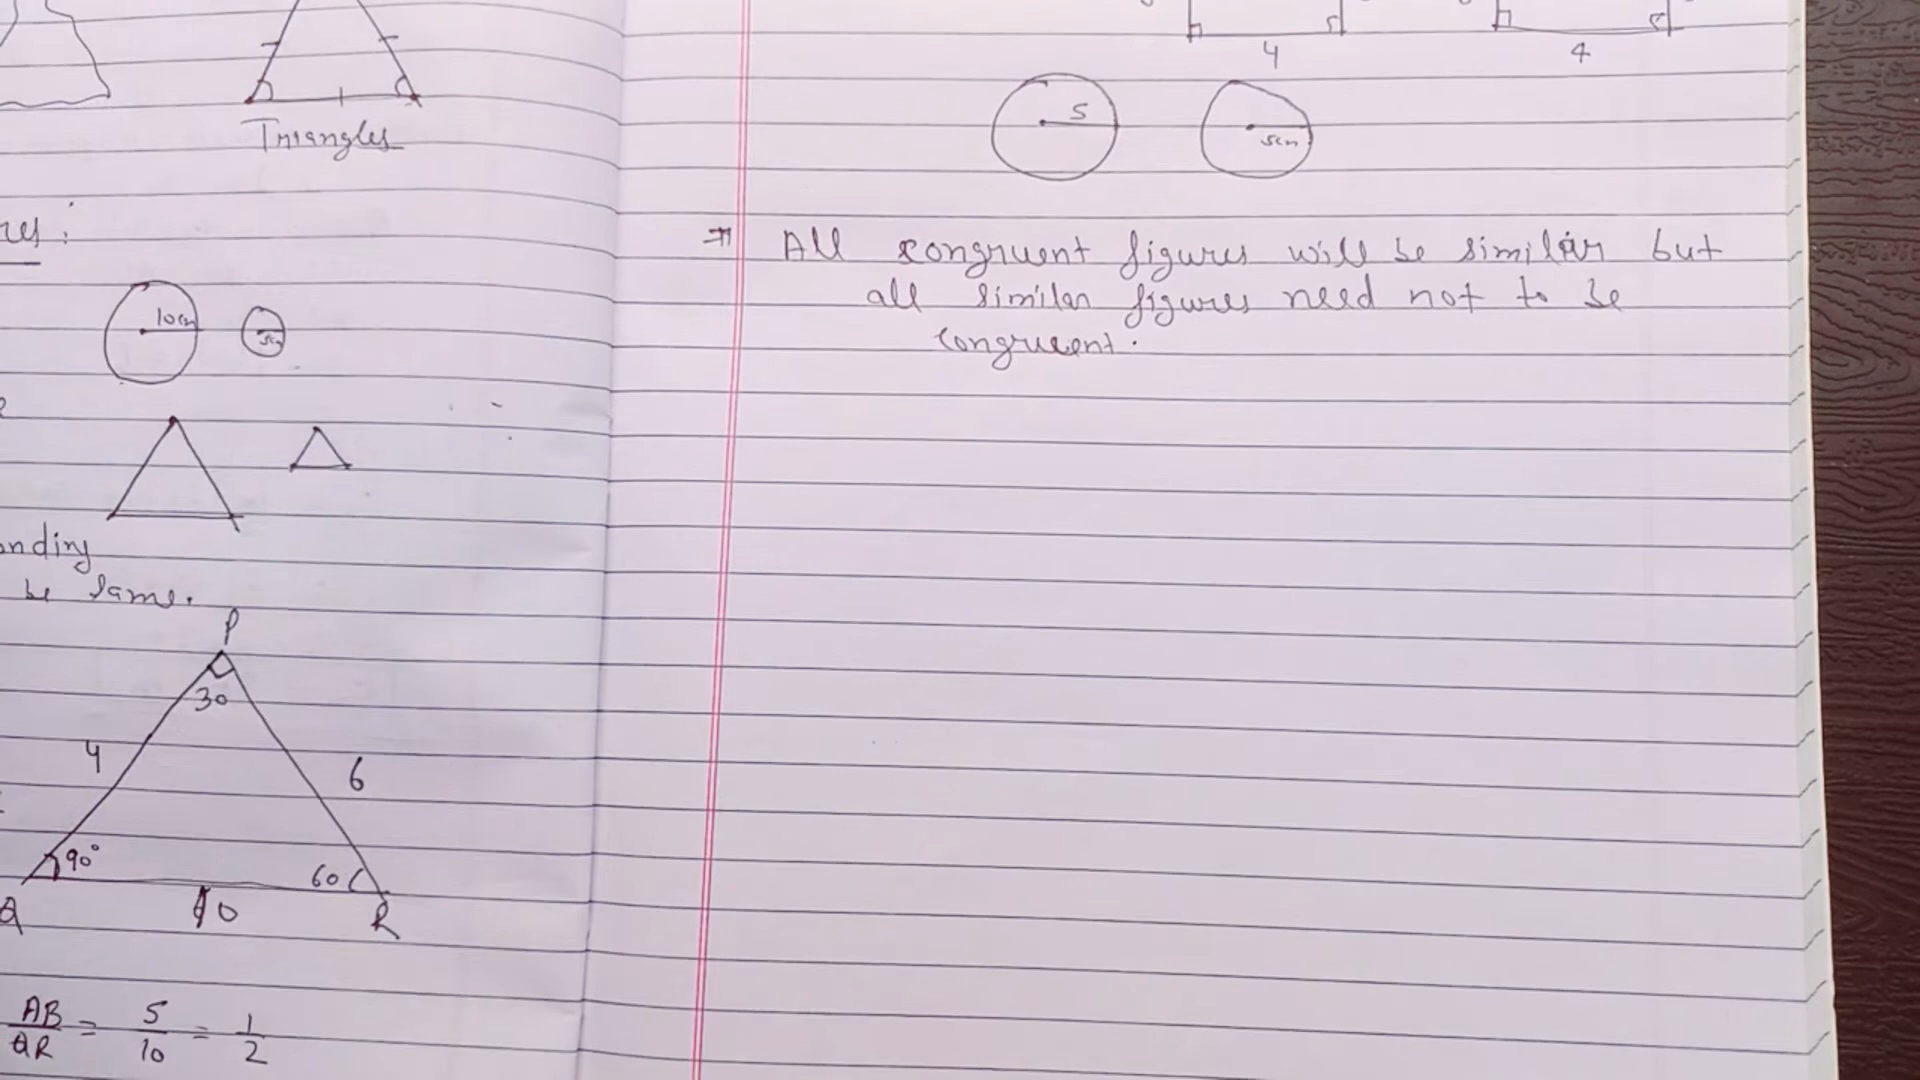 Triangles
10cm
5cm
onding
be same.
P
30
4
6
90°
60
Q
10
R
AB/QR = 5/10 = 1/2
4
4
5
5cm
⇒ All congruent figures will be similar but
all similar figures need not to be
congruent.